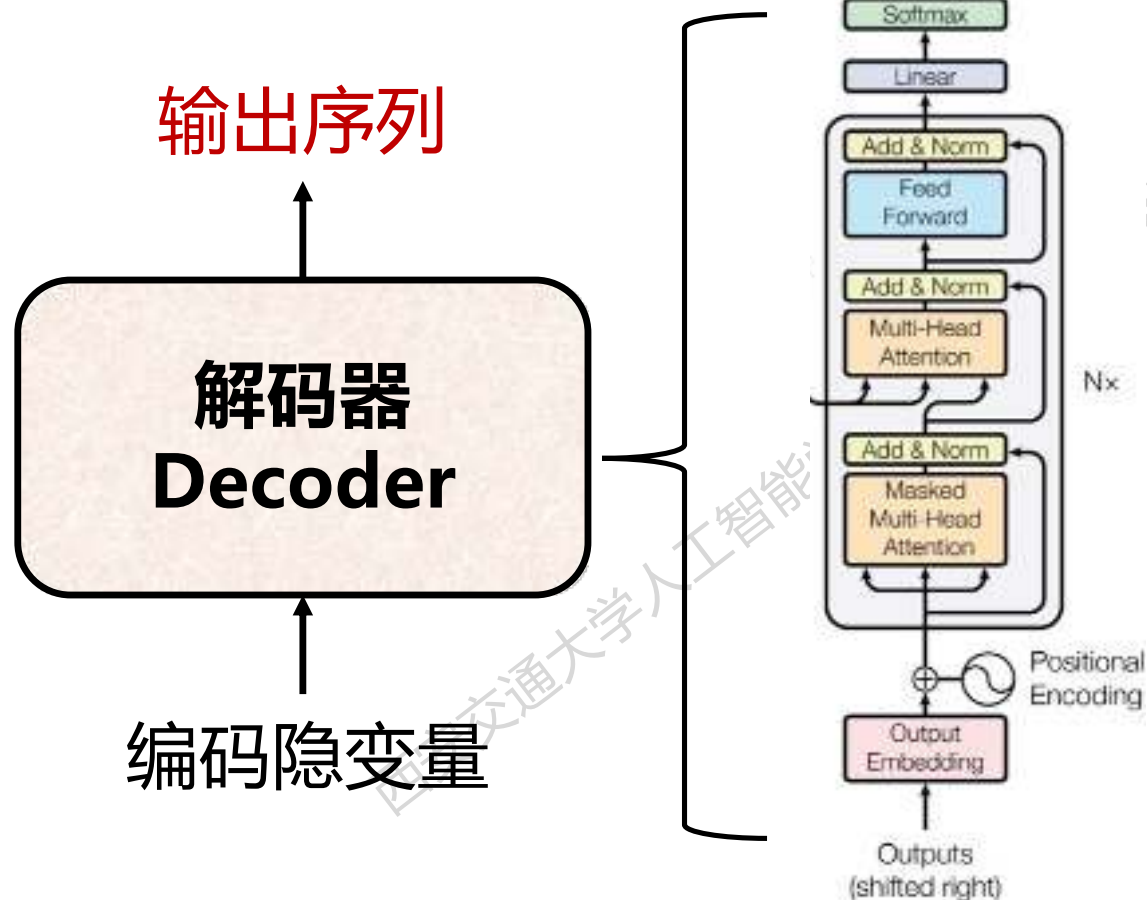 输出序列
解码器
Decoder
编码隐变量
Softmax
Linear
Add & Norm
Feed
Forward
Add & Norm
Multi-Head
Attention
N×
Add & Norm
Masked
Multi-Head
Attention
Positional
Encoding
Output
Embedding
Outputs
(shifted right)
西安交通大学人工智能